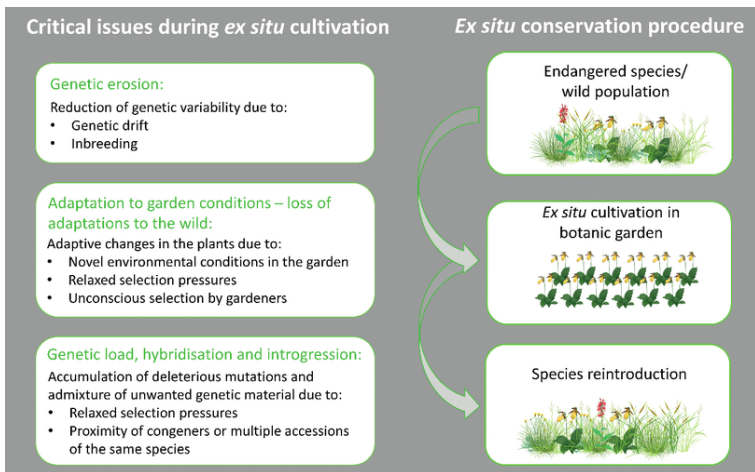 Critical issues during ex situ cultivation
Genetic erosion:
Reduction of genetic variability due to:
• Genetic drift
• Inbreeding
Adaptation to garden conditions – loss of
adaptations to the wild:
Adaptive changes in the plants due to:
• Novel environmental conditions in the garden
• Relaxed selection pressures
• Unconscious selection by gardeners
Genetic load, hybridisation and introgression:
Accumulation of deleterious mutations and
admixture of unwanted genetic material due to:
• Relaxed selection pressures
• Proximity of congeners or multiple accessions
of the same species
Ex situ conservation procedure
Endangered species/
wild population
Ex situ cultivation in
botanic garden
Species reintroduction